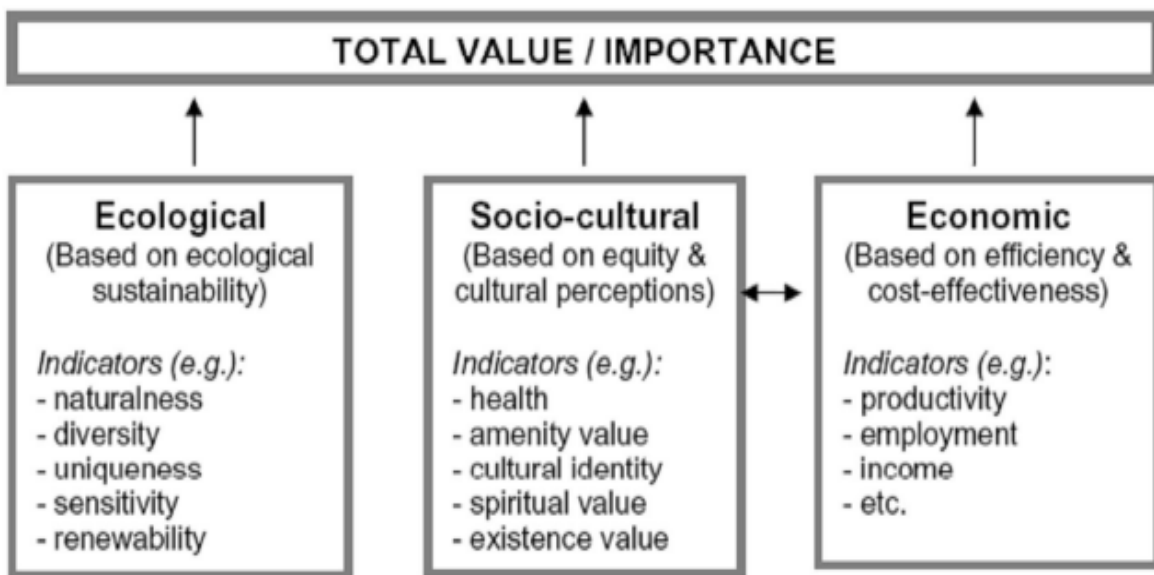 TOTAL VALUE / IMPORTANCE
Ecological
(Based on ecological
sustainability)
Indicators (e.g.):
- naturalness
- diversity
- uniqueness
- sensitivity
- renewability
Socio-cultural
(Based on equity &
cultural perceptions)
Indicators (e.g.):
- health
- amenity value
- cultural identity
- spiritual value
- existence value
Economic
(Based on efficiency &
cost-effectiveness)
Indicators (e.g.):
- productivity
- employment
- income
- etc.